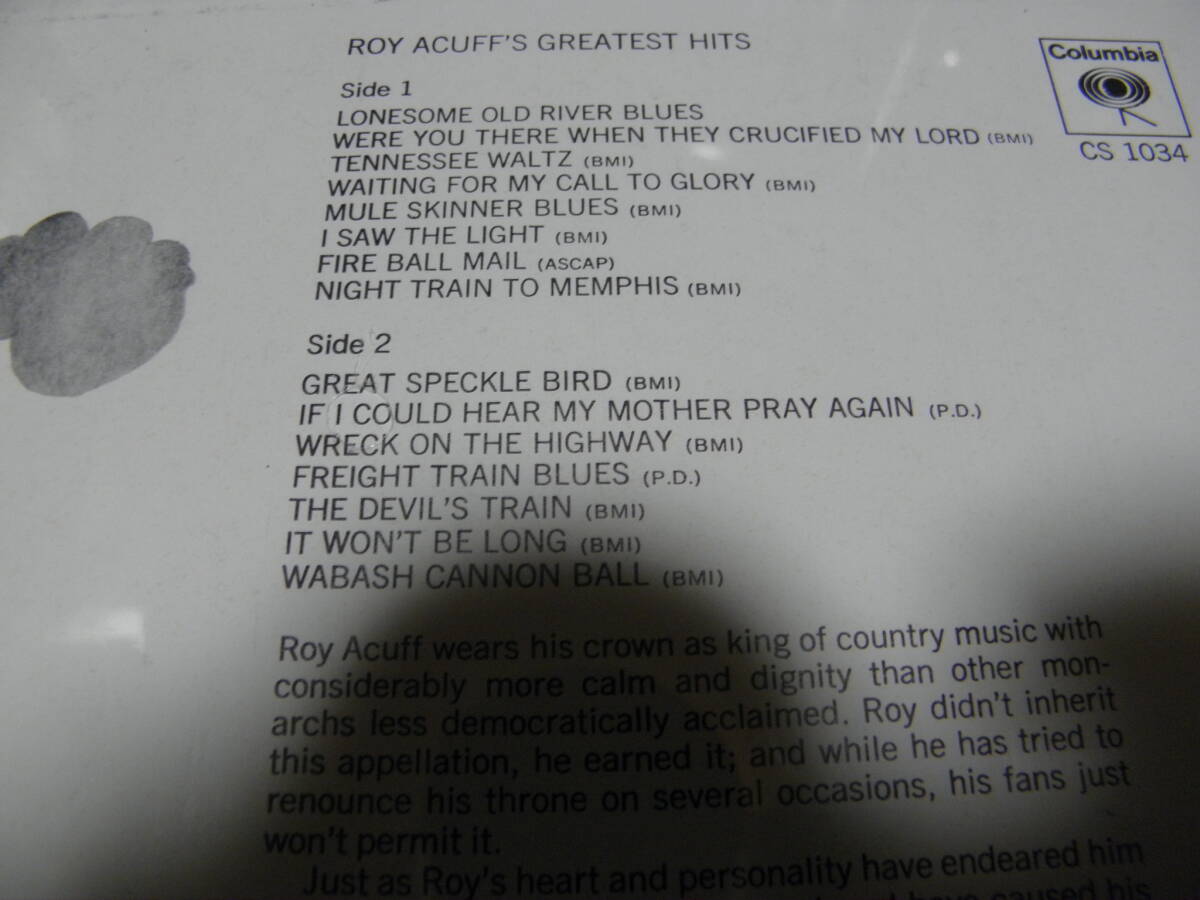 ROY ACUFF'S GREATEST HITS
Columbia
CS 1034
Side 1
LONESOME OLD RIVER BLUES
WERE YOU THERE WHEN THEY CRUCIFIED MY LORD (BMI)
TENNESSEE WALTZ (BMI)
WAITING FOR MY CALL TO GLORY (BMI)
MULE SKINNER BLUES (BMI)
I SAW THE LIGHT (BMI)
FIRE BALL MAIL (ASCAP)
NIGHT TRAIN TO MEMPHIS (BMI)
Side 2
GREAT SPECKLE BIRD (BMI)
IF I COULD HEAR MY MOTHER PRAY AGAIN (P.D.)
WRECK ON THE HIGHWAY (BMI)
FREIGHT TRAIN BLUES (P.D.)
THE DEVIL'S TRAIN (BMI)
IT WON'T BE LONG (BMI)
WABASH CANNON BALL (BMI)
Roy Acuff wears his crown as king of country music with
considerably more calm and dignity than other mon-
archs less democratically acclaimed. Roy didn't inherit
this appellation, he earned it; and while he has tried to
renounce his throne on several occasions, his fans just
won't permit it.
Just as Roy's heart and personality have endeared him
have caused his